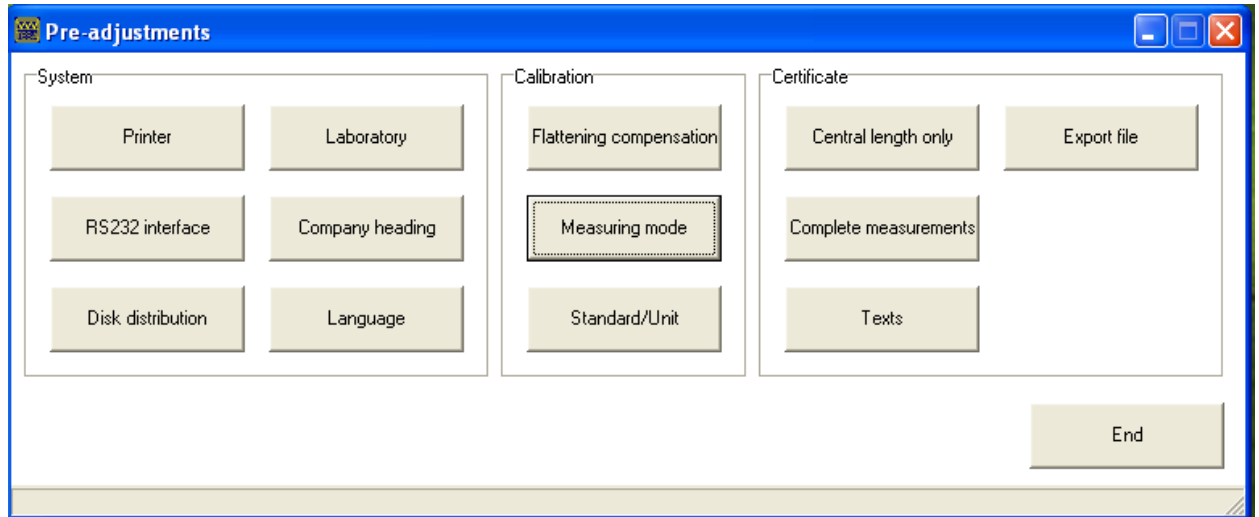 Pre-adjustments
System
Printer
Laboratory
RS232 interface
Company heading
Disk distribution
Language
Calibration
Flattening compensation
Measuring mode
Standard/Unit
Certificate
Central length only
Export file
Complete measurements
Texts
End